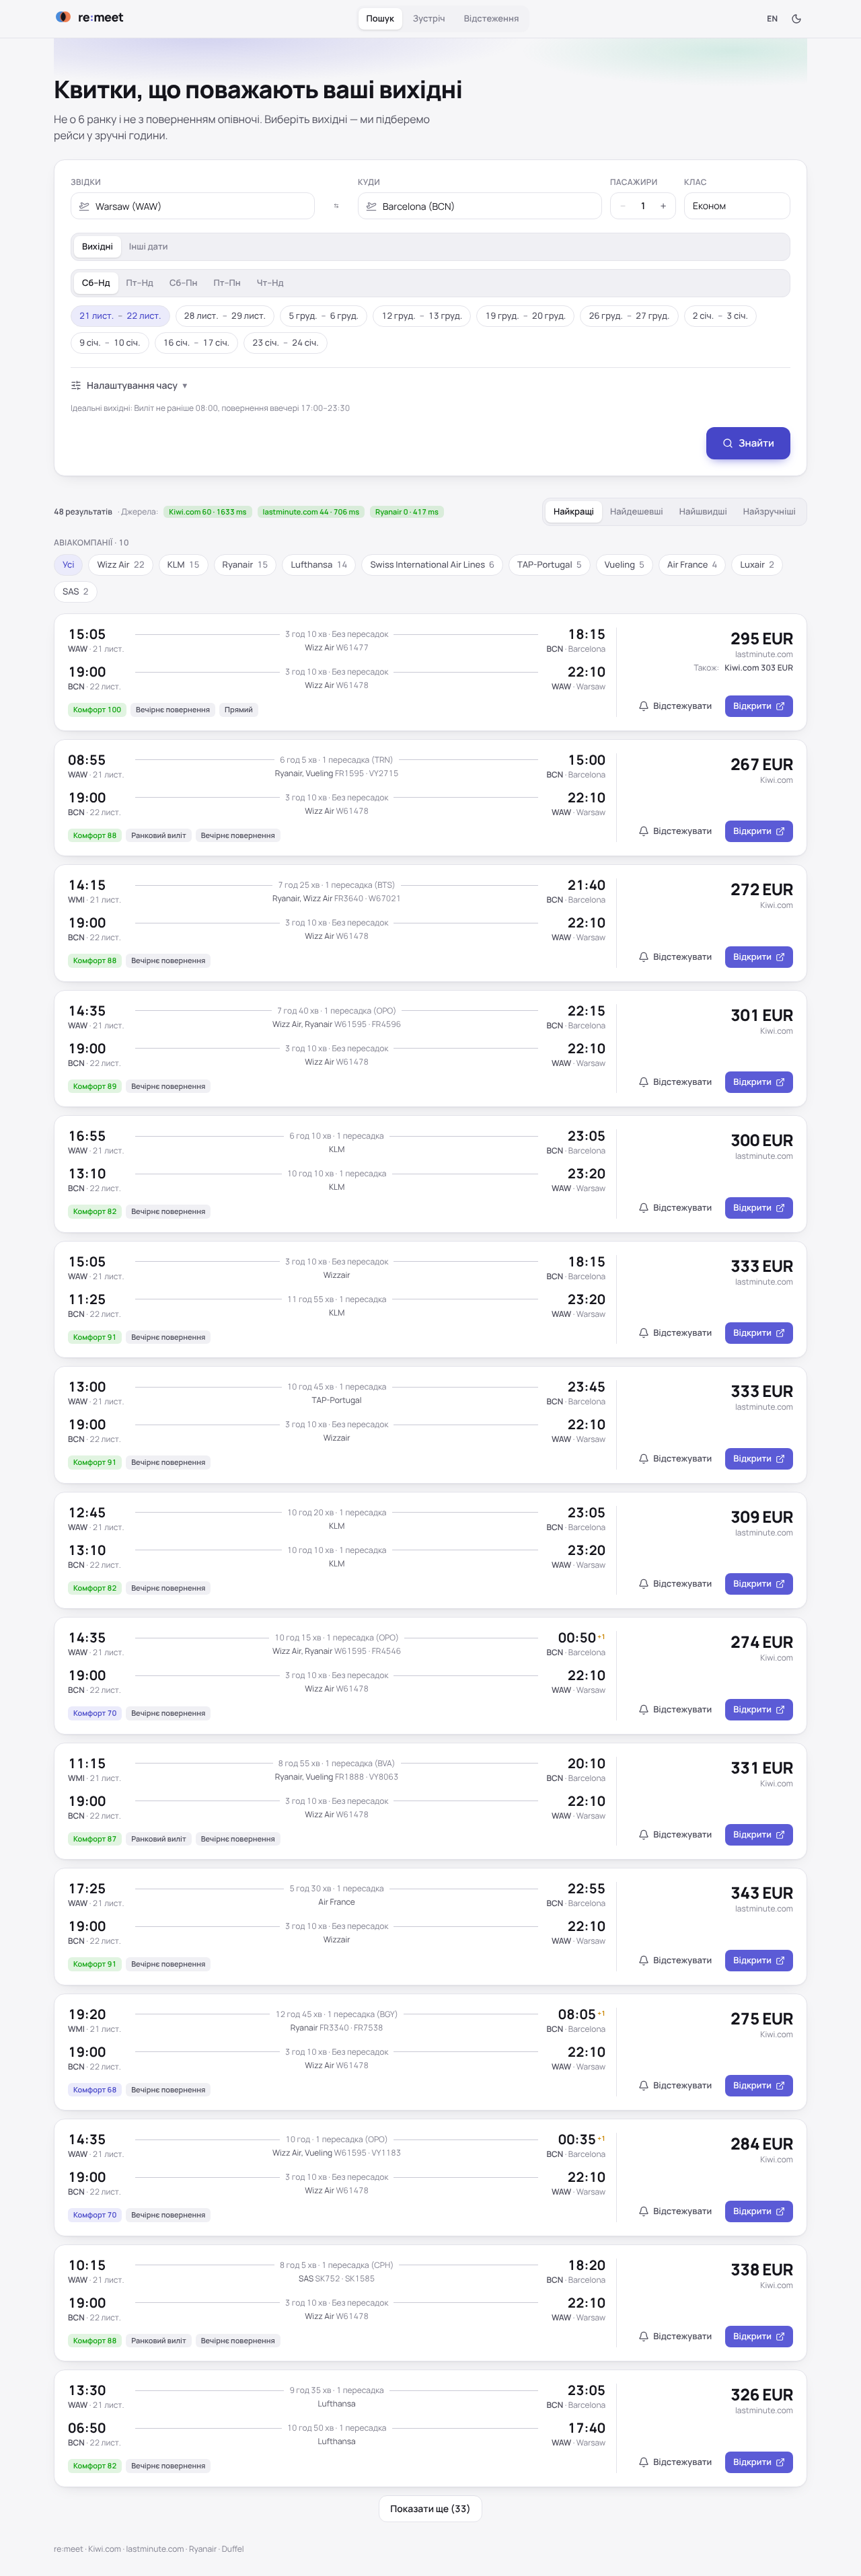 re:meet
Пошук Зустріч Відстеження
EN
Квитки, що поважають ваші вихідні
Не о 6 ранку і не з поверненням опівночі. Виберіть вихідні — ми підберемо
рейси у зручні години.
ЗВІДКИ КУДИ ПАСАЖИРИ КЛАС
Warsaw (WAW) ⇆ Barcelona (BCN) − 1 + Економ
Вихідні Інші дати
Сб–Нд Пт–Нд Сб–Пн Пт–Пн Чт–Нд
21 лист. – 22 лист. 28 лист. – 29 лист. 5 груд. – 6 груд. 12 груд. – 13 груд. 19 груд. – 20 груд. 26 груд. – 27 груд. 2 січ. – 3 січ.
9 січ. – 10 січ. 16 січ. – 17 січ. 23 січ. – 24 січ.
Налаштування часу ▾
Ідеальні вихідні: Виліт не раніше 08:00, повернення ввечері 17:00–23:30
Знайти
48 результатів · Джерела: Kiwi.com 60 · 1633 ms lastminute.com 44 · 706 ms Ryanair 0 · 417 ms
Найкращі Найдешевші Найшвидші Найзручніші
АВІАКОМПАНІЇ · 10
Усі Wizz Air 22 KLM 15 Ryanair 15 Lufthansa 14 Swiss International Air Lines 6 TAP-Portugal 5 Vueling 5 Air France 4 Luxair 2
SAS 2
15:05 3 год 10 хв · Без пересадок 18:15
WAW · 21 лист. Wizz Air W61477 BCN · Barcelona
19:00 3 год 10 хв · Без пересадок 22:10
BCN · 22 лист. Wizz Air W61478 WAW · Warsaw
Комфорт 100 Вечірнє повернення Прямий
295 EUR
lastminute.com
Також: Kiwi.com 303 EUR
Відстежувати Відкрити
08:55 6 год 5 хв · 1 пересадка (TRN) 15:00
WAW · 21 лист. Ryanair, Vueling FR1595 · VY2715 BCN · Barcelona
19:00 3 год 10 хв · Без пересадок 22:10
BCN · 22 лист. Wizz Air W61478 WAW · Warsaw
Комфорт 88 Ранковий виліт Вечірнє повернення
267 EUR
Kiwi.com
Відстежувати Відкрити
14:15 7 год 25 хв · 1 пересадка (BTS) 21:40
WMI · 21 лист. Ryanair, Wizz Air FR3640 · W67021 BCN · Barcelona
19:00 3 год 10 хв · Без пересадок 22:10
BCN · 22 лист. Wizz Air W61478 WAW · Warsaw
Комфорт 88 Вечірнє повернення
272 EUR
Kiwi.com
Відстежувати Відкрити
14:35 7 год 40 хв · 1 пересадка (OPO) 22:15
WAW · 21 лист. Wizz Air, Ryanair W61595 · FR4596 BCN · Barcelona
19:00 3 год 10 хв · Без пересадок 22:10
BCN · 22 лист. Wizz Air W61478 WAW · Warsaw
Комфорт 89 Вечірнє повернення
301 EUR
Kiwi.com
Відстежувати Відкрити
16:55 6 год 10 хв · 1 пересадка 23:05
WAW · 21 лист. KLM BCN · Barcelona
13:10 10 год 10 хв · 1 пересадка 23:20
BCN · 22 лист. KLM WAW · Warsaw
Комфорт 82 Вечірнє повернення
300 EUR
lastminute.com
Відстежувати Відкрити
15:05 3 год 10 хв · Без пересадок 18:15
WAW · 21 лист. Wizzair BCN · Barcelona
11:25 11 год 55 хв · 1 пересадка 23:20
BCN · 22 лист. KLM WAW · Warsaw
Комфорт 91 Вечірнє повернення
333 EUR
lastminute.com
Відстежувати Відкрити
13:00 10 год 45 хв · 1 пересадка 23:45
WAW · 21 лист. TAP-Portugal BCN · Barcelona
19:00 3 год 10 хв · Без пересадок 22:10
BCN · 22 лист. Wizzair WAW · Warsaw
Комфорт 91 Вечірнє повернення
333 EUR
lastminute.com
Відстежувати Відкрити
12:45 10 год 20 хв · 1 пересадка 23:05
WAW · 21 лист. KLM BCN · Barcelona
13:10 10 год 10 хв · 1 пересадка 23:20
BCN · 22 лист. KLM WAW · Warsaw
Комфорт 82 Вечірнє повернення
309 EUR
lastminute.com
Відстежувати Відкрити
14:35 10 год 15 хв · 1 пересадка (OPO) 00:50 +1
WAW · 21 лист. Wizz Air, Ryanair W61595 · FR4546 BCN · Barcelona
19:00 3 год 10 хв · Без пересадок 22:10
BCN · 22 лист. Wizz Air W61478 WAW · Warsaw
Комфорт 70 Вечірнє повернення
274 EUR
Kiwi.com
Відстежувати Відкрити
11:15 8 год 55 хв · 1 пересадка (BVA) 20:10
WMI · 21 лист. Ryanair, Vueling FR1888 · VY8063 BCN · Barcelona
19:00 3 год 10 хв · Без пересадок 22:10
BCN · 22 лист. Wizz Air W61478 WAW · Warsaw
Комфорт 87 Ранковий виліт Вечірнє повернення
331 EUR
Kiwi.com
Відстежувати Відкрити
17:25 5 год 30 хв · 1 пересадка 22:55
WAW · 21 лист. Air France BCN · Barcelona
19:00 3 год 10 хв · Без пересадок 22:10
BCN · 22 лист. Wizzair WAW · Warsaw
Комфорт 91 Вечірнє повернення
343 EUR
lastminute.com
Відстежувати Відкрити
19:20 12 год 45 хв · 1 пересадка (BGY) 08:05 +1
WMI · 21 лист. Ryanair FR3340 · FR7538 BCN · Barcelona
19:00 3 год 10 хв · Без пересадок 22:10
BCN · 22 лист. Wizz Air W61478 WAW · Warsaw
Комфорт 68 Вечірнє повернення
275 EUR
Kiwi.com
Відстежувати Відкрити
14:35 10 год · 1 пересадка (OPO) 00:35 +1
WAW · 21 лист. Wizz Air, Vueling W61595 · VY1183 BCN · Barcelona
19:00 3 год 10 хв · Без пересадок 22:10
BCN · 22 лист. Wizz Air W61478 WAW · Warsaw
Комфорт 70 Вечірнє повернення
284 EUR
Kiwi.com
Відстежувати Відкрити
10:15 8 год 5 хв · 1 пересадка (CPH) 18:20
WAW · 21 лист. SAS SK752 · SK1585 BCN · Barcelona
19:00 3 год 10 хв · Без пересадок 22:10
BCN · 22 лист. Wizz Air W61478 WAW · Warsaw
Комфорт 88 Ранковий виліт Вечірнє повернення
338 EUR
Kiwi.com
Відстежувати Відкрити
13:30 9 год 35 хв · 1 пересадка 23:05
WAW · 21 лист. Lufthansa BCN · Barcelona
06:50 10 год 50 хв · 1 пересадка 17:40
BCN · 22 лист. Lufthansa WAW · Warsaw
Комфорт 82 Вечірнє повернення
326 EUR
lastminute.com
Відстежувати Відкрити
Показати ще (33)
re:meet · Kiwi.com · lastminute.com · Ryanair · Duffel